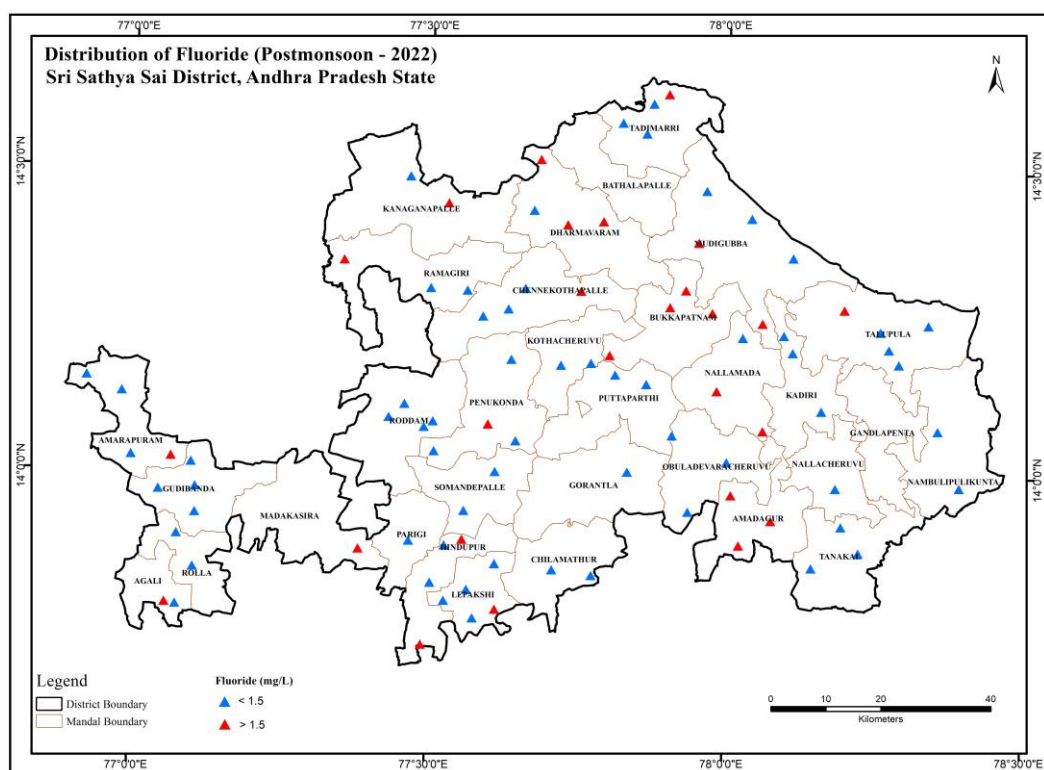 77°0'0"E 77°30'0"E 78°0'0"E
Distribution of Fluoride (Postmonsoon - 2022)
Sri Sathya Sai District, Andhra Pradesh State
N
14°30'0"N 14°30'0"N
TADIMARRI
BATHALAPALLE
KANAGANAPALLE
DHARMAVARAM
MUDIGUBBA
RAMAGIRI
CHENNEKOTHAPALLE
BUKKAPATNAM
TALUPULA
KOTHACHERUVU
NALLAMADA
PENUKONDA
PUTTAPARTHI
KADIRI
RODDAM
GANDLAPENTA
AMARAPURAM
OBULADEVARACHERUVU
NALLACHERUVU
14°0'0"N 14°0'0"N
GUDIBANDA
SOMANDEPALLE
GORANTLA
NAMBULIPULIKUNTA
MADAKASIRA
AMADAGUR
PARIGI
HINDUPUR
CHILAMATHUR
TANAKAL
AGALI
ROLLA
LEPAKSHI
Legend
Fluoride (mg/L)
District Boundary
< 1.5
Mandal Boundary
> 1.5
0 10 20 40
Kilometers
77°0'0"E 77°30'0"E 78°0'0"E 78°30'0"E